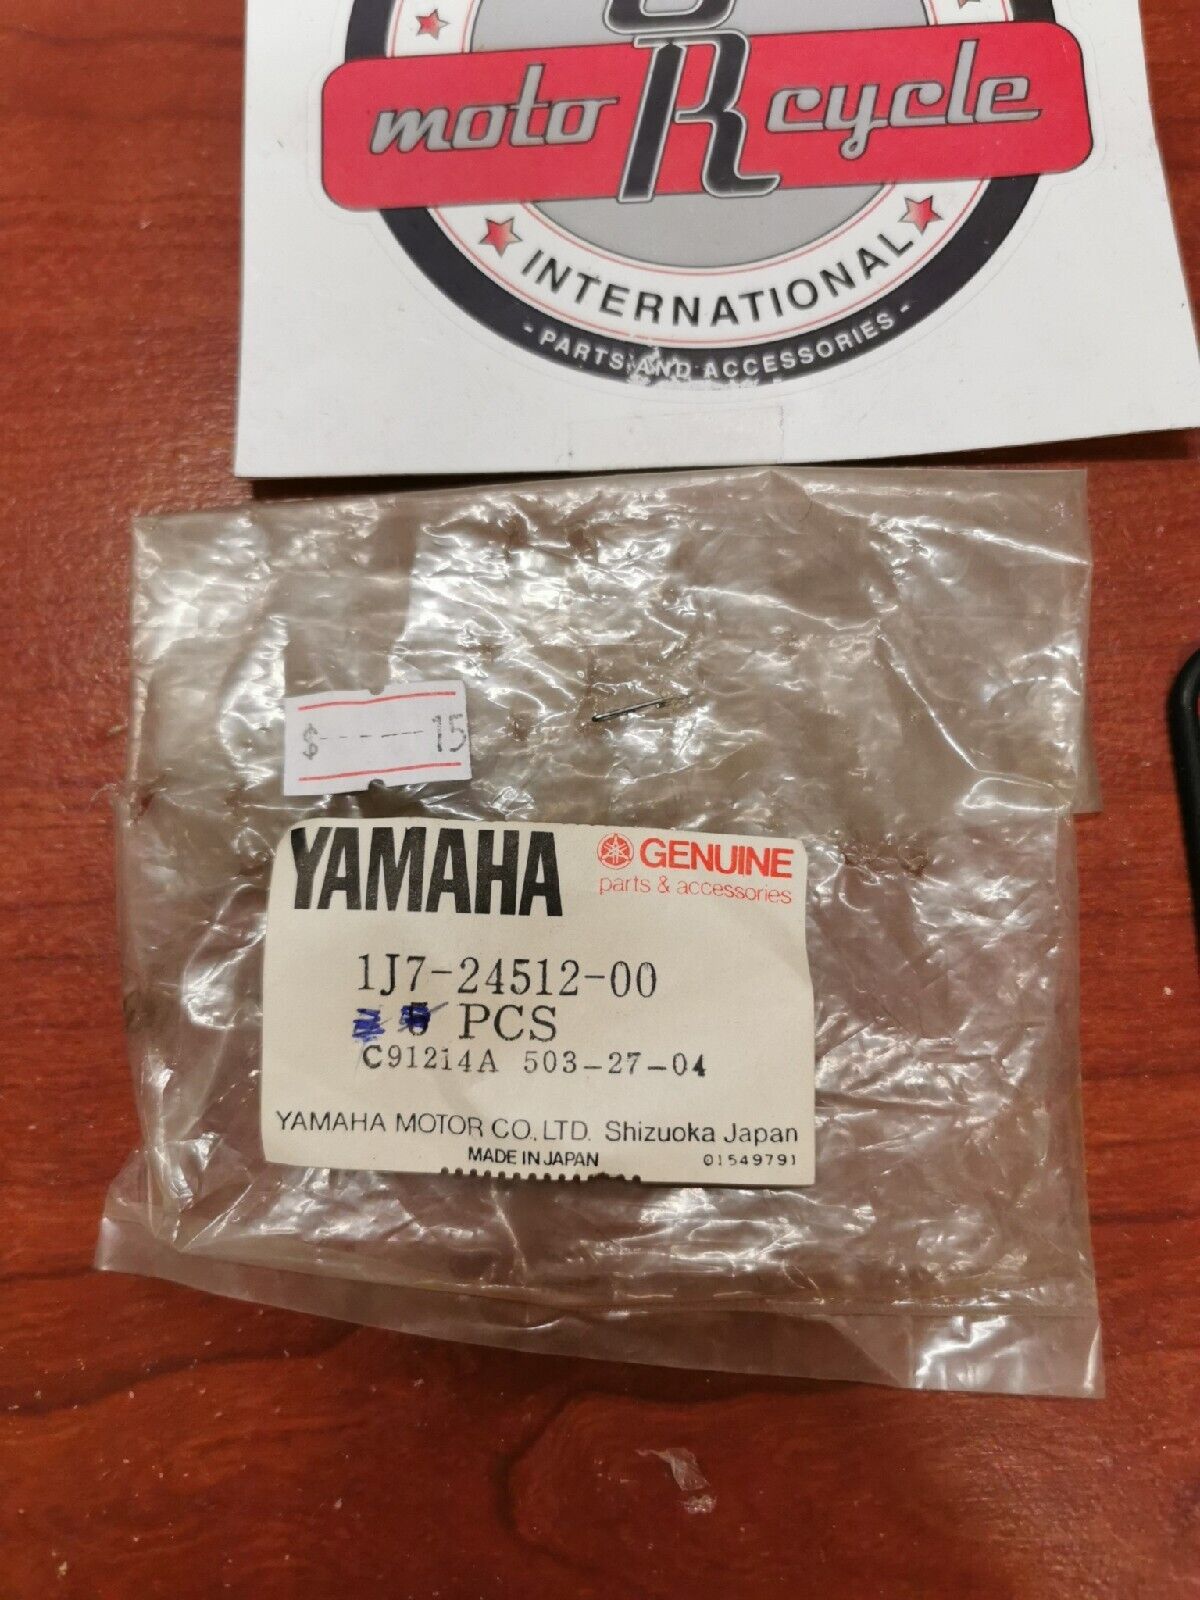 moto R cycle
INTERNATIONAL
- PARTS AND ACCESSORIES -
$ ------ 15
YAMAHA GENUINE
parts & accessories
1J7-24512-00
PCS
C91214A 503-27-04
YAMAHA MOTOR CO., LTD. Shizuoka Japan
MADE IN JAPAN 01549791